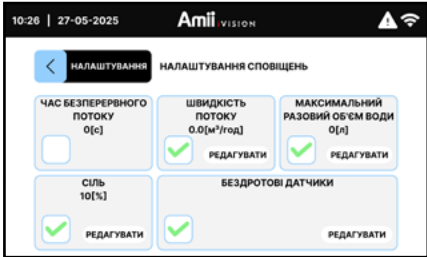 10:26 | 27-05-2025
Amii.VISION
НАЛАШТУВАННЯ
НАЛАШТУВАННЯ СПОВІЩЕНЬ
ЧАС БЕЗПЕРЕРВНОГО
ПОТОКУ
0[c]
ШВИДКІСТЬ
ПОТОКУ
0.0[м³/год]
РЕДАГУВАТИ
МАКСИМАЛЬНИЙ
РАЗОВИЙ ОБ'ЄМ ВОДИ
0[л]
РЕДАГУВАТИ
СІЛЬ
10[%]
РЕДАГУВАТИ
БЕЗДРОТОВІ ДАТЧИКИ
РЕДАГУВАТИ